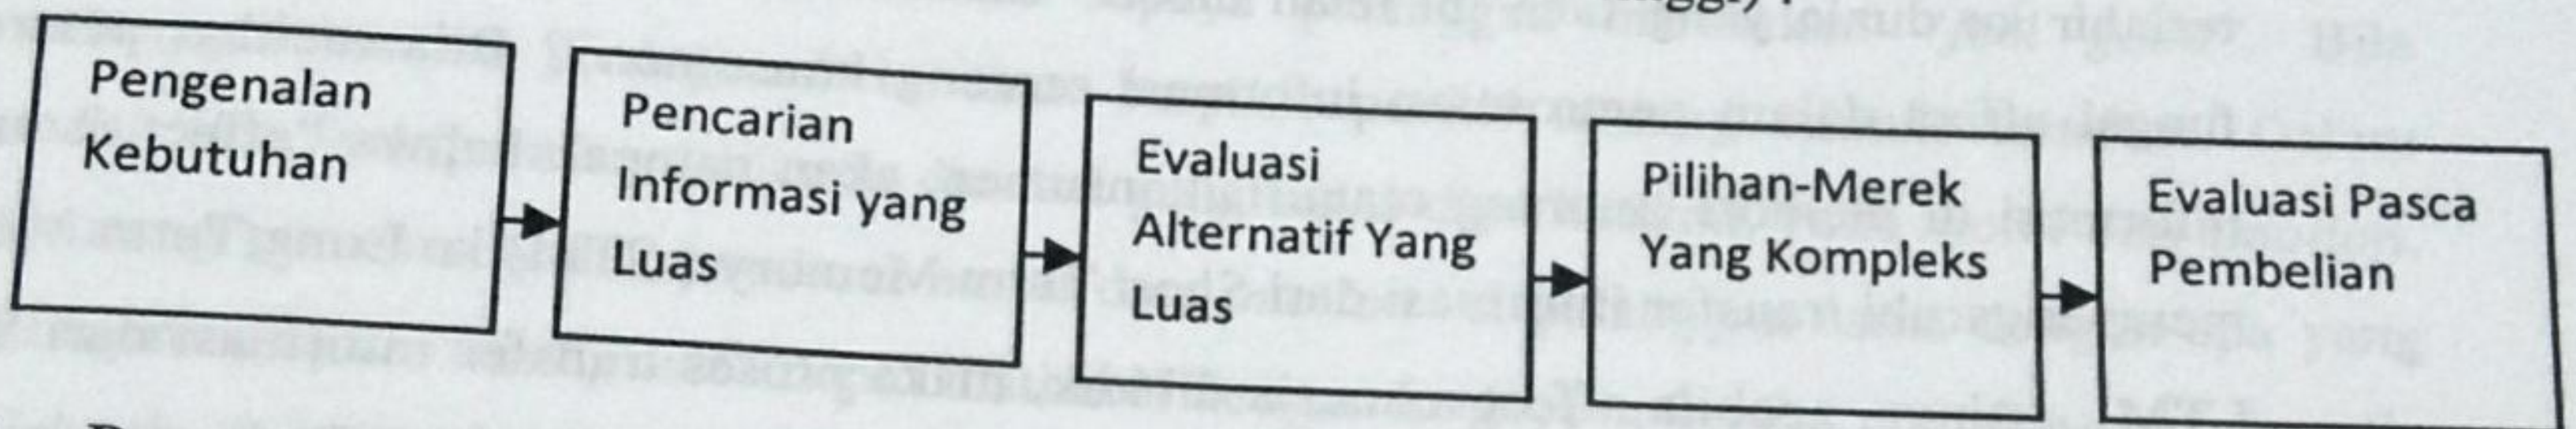 Pengenalan
Kebutuhan
Pencarian
Informasi yang
Luas
Evaluasi
Alternatif Yang
Luas
Pilihan-Merek
Yang Kompleks
Evaluasi Pasca
Pembelian